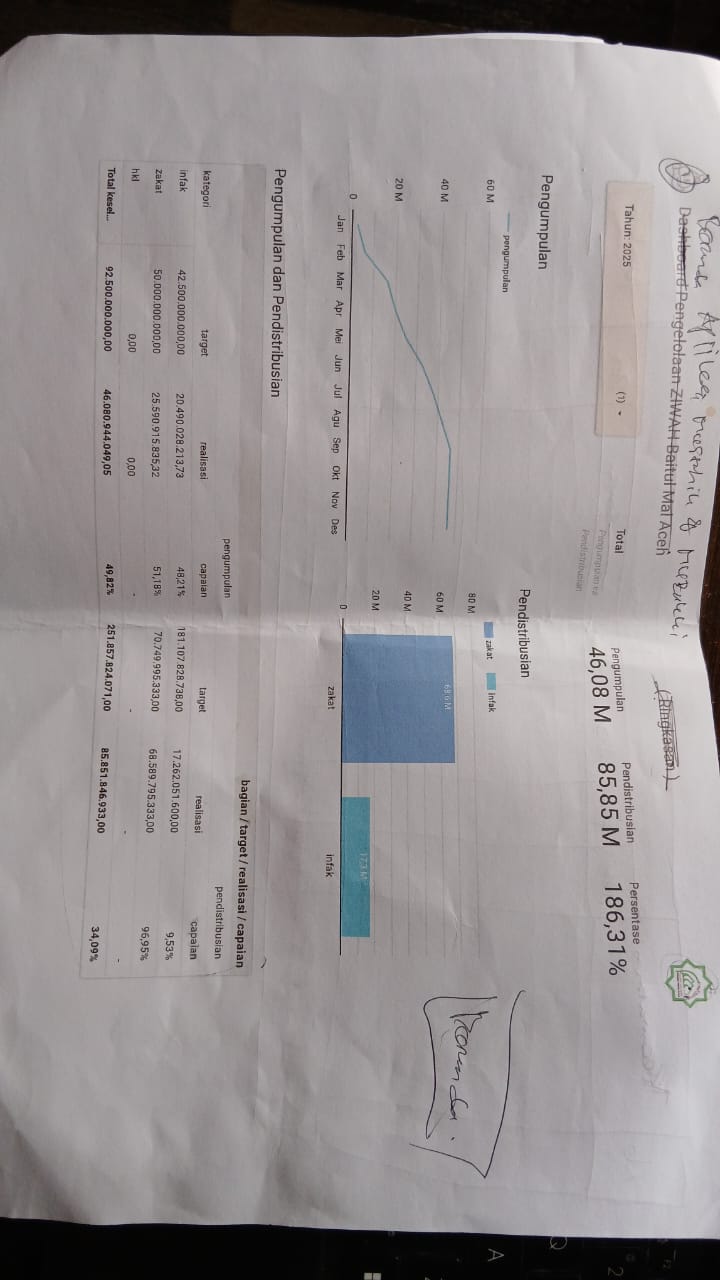 Beranda Aplikasi mustahik & muzakki
Dashboard Pengelolaan ZIWAH Baitul Mal Aceh
(Ringkasan)
Tahun: 2025 (1)
Total
Pengumpulan ka
Pendistribusian
Pengumpulan
46,08 M
Pendistribusian
85,85 M
Persentase
186,31%
Pengumpulan
pengumpulan
60 M
40 M
20 M
0
Jan Feb Mar Apr Mei Jun Jul Agu Sep Okt Nov Des
Pendistribusian
zakat infak
80 M
60 M
40 M
20 M
0
68,6 M
17,3 M
zakat infak
Beranda.
Pengumpulan dan Pendistribusian
bagian / target / realisasi / capaian
pengumpulan pendistribusian
kategori target realisasi capaian target realisasi capaian
infak 42.500.000.000,00 20.490.028.213,73 48,21% 181.107.828.738,00 17.262.051.600,00 9,53%
zakat 50.000.000.000,00 25.590.915.835,32 51,18% 70.749.995.333,00 68.589.795.333,00 96,95%
hkl 0,00 0,00 - - - -
Total kesel... 92.500.000.000,00 46.080.944.049,05 49,82% 251.857.824.071,00 85.851.846.933,00 34,09%
Q
A
2